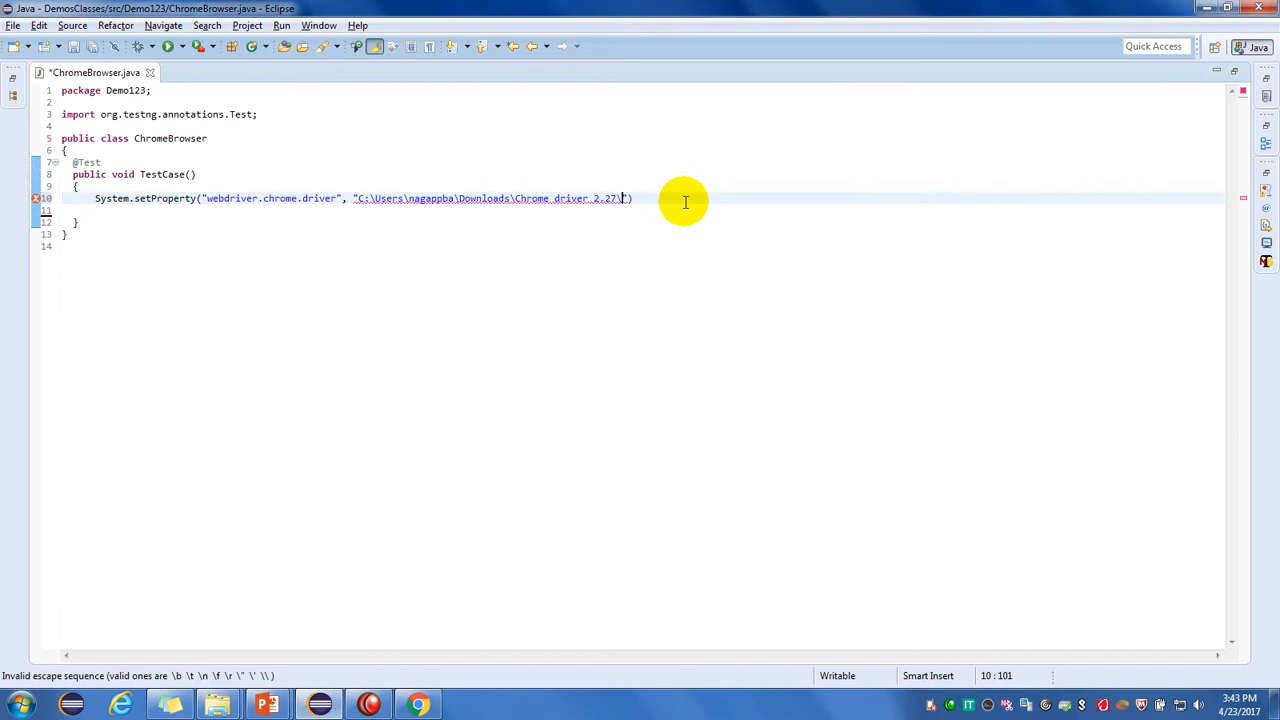 Java - DemosClasses/src/Demo123/ChromeBrowser.java - Eclipse
File Edit Source Refactor Navigate Search Project Run Window Help
Quick Access
Java
*ChromeBrowser.java
1 package Demo123;
2
3 import org.testng.annotations.Test;
4
5 public class ChromeBrowser
6 {
7 @Test
8 public void TestCase()
9 {
10 System.setProperty("webdriver.chrome.driver", "C:\Users\nagappba\Downloads\Chrome driver 2.27\")
11
12 }
13 }
14
Invalid escape sequence (valid ones are \b \t \n \f \r \" \' \\ )
Writable
Smart Insert
10 : 101
IT
3:43 PM
4/23/2017